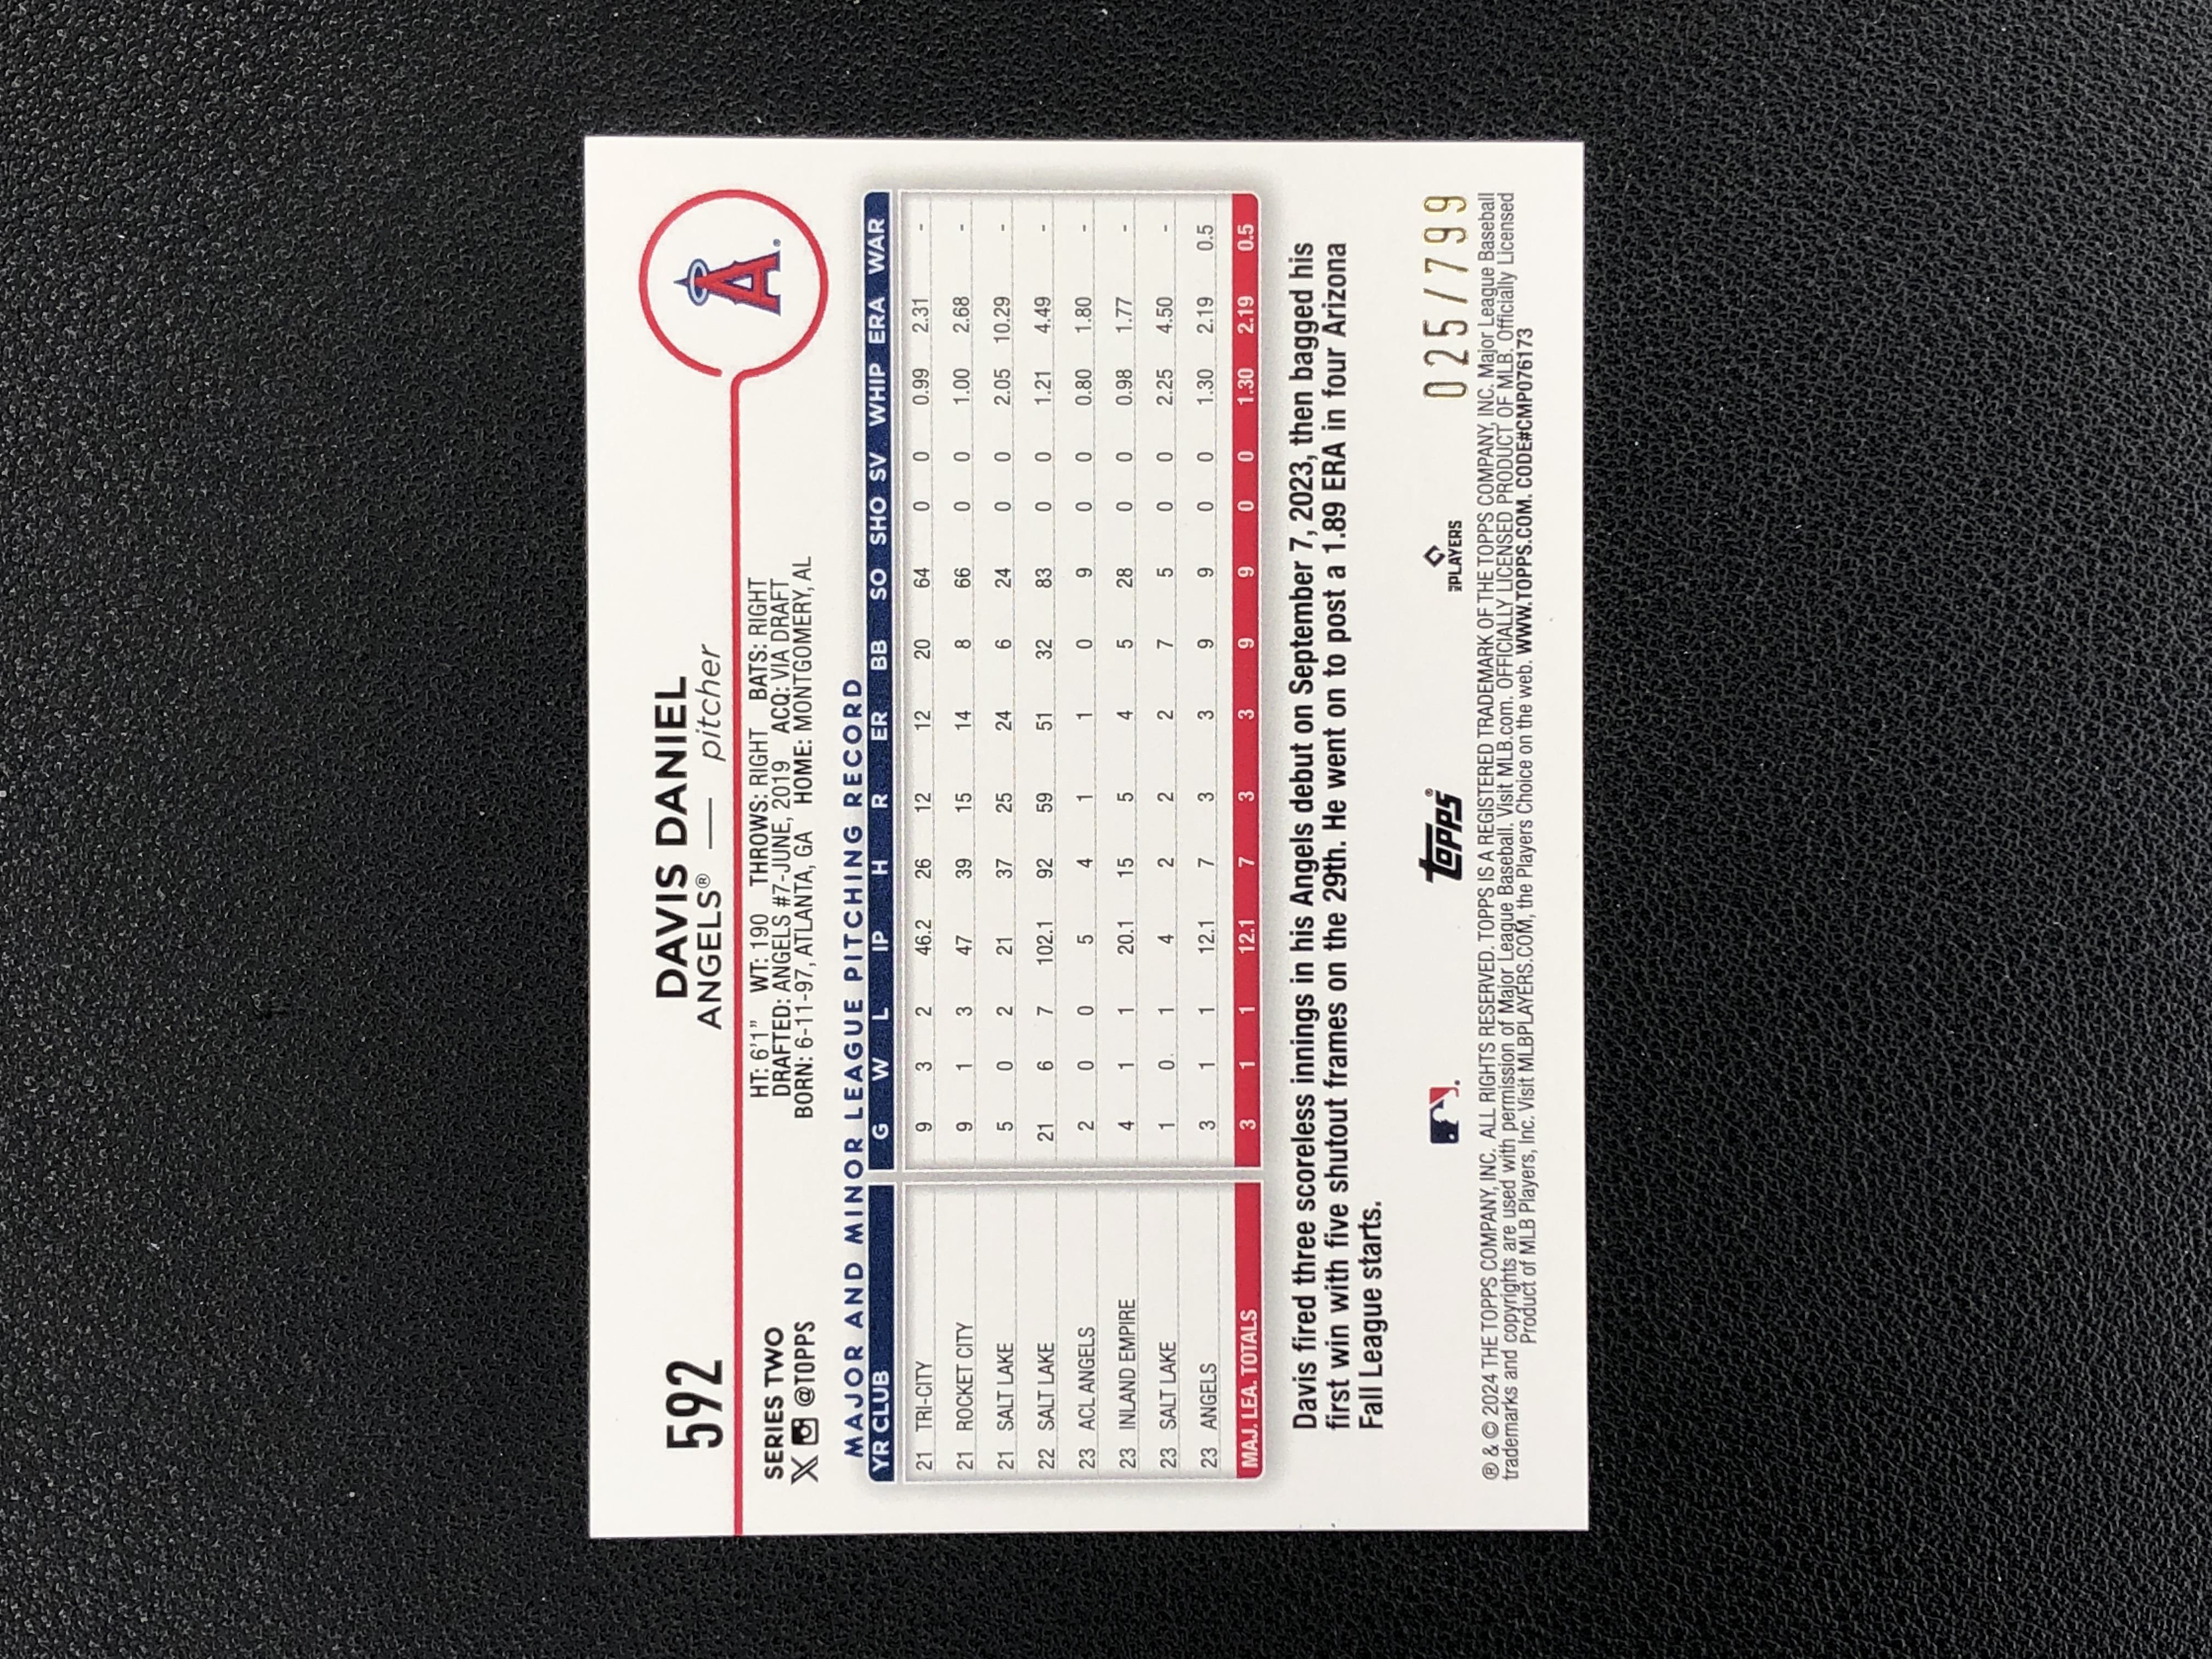 592
DAVIS DANIEL
ANGELS® — pitcher
A.
SERIES TWO
X @TOPPS
HT: 6'1" WT: 190 THROWS: RIGHT BATS: RIGHT
DRAFTED: ANGELS #7-JUNE, 2019 ACQ: VIA DRAFT
BORN: 6-11-97, ATLANTA, GA HOME: MONTGOMERY, AL
MAJOR AND MINOR LEAGUE PITCHING RECORD
YR CLUB G W L IP H R ER BB SO SHO SV WHIP ERA WAR
21 TRI-CITY 9 3 2 46.2 26 12 12 20 64 0 0 0.99 2.31 -
21 ROCKET CITY 9 1 3 47 39 15 14 8 66 0 0 1.00 2.68 -
21 SALT LAKE 5 0 2 21 37 25 24 6 24 0 0 2.05 10.29 -
22 SALT LAKE 21 6 7 102.1 92 59 51 32 83 0 0 1.21 4.49 -
23 ACL ANGELS 2 0 0 5 4 1 1 0 9 0 0 0.80 1.80 -
23 INLAND EMPIRE 4 1 1 20.1 15 5 4 5 28 0 0 0.98 1.77 -
23 SALT LAKE 1 0. 1 4 2 2 2 7 5 0 0 2.25 4.50 -
23 ANGELS 3 1 1 12.1 7 3 3 9 9 0 0 1.30 2.19 0.5
MAJ. LEA. TOTALS 3 1 1 12.1 7 3 3 9 9 0 0 1.30 2.19 0.5
Davis fired three scoreless innings in his Angels debut on September 7, 2023, then bagged his
first win with five shutout frames on the 29th. He went on to post a 1.89 ERA in four Arizona
Fall League starts.
topps®
PLAYERS
025/799
® & © 2024 THE TOPPS COMPANY, INC. ALL RIGHTS RESERVED. TOPPS IS A REGISTERED TRADEMARK OF THE TOPPS COMPANY, INC. Major League Baseball
trademarks and copyrights are used with permission of Major League Baseball. Visit MLB.com. OFFICIALLY LICENSED PRODUCT OF MLB. Officially Licensed
Product of MLB Players, Inc. Visit MLBPLAYERS.COM, the Players Choice on the web. WWW.TOPPS.COM. CODE#CMP076173